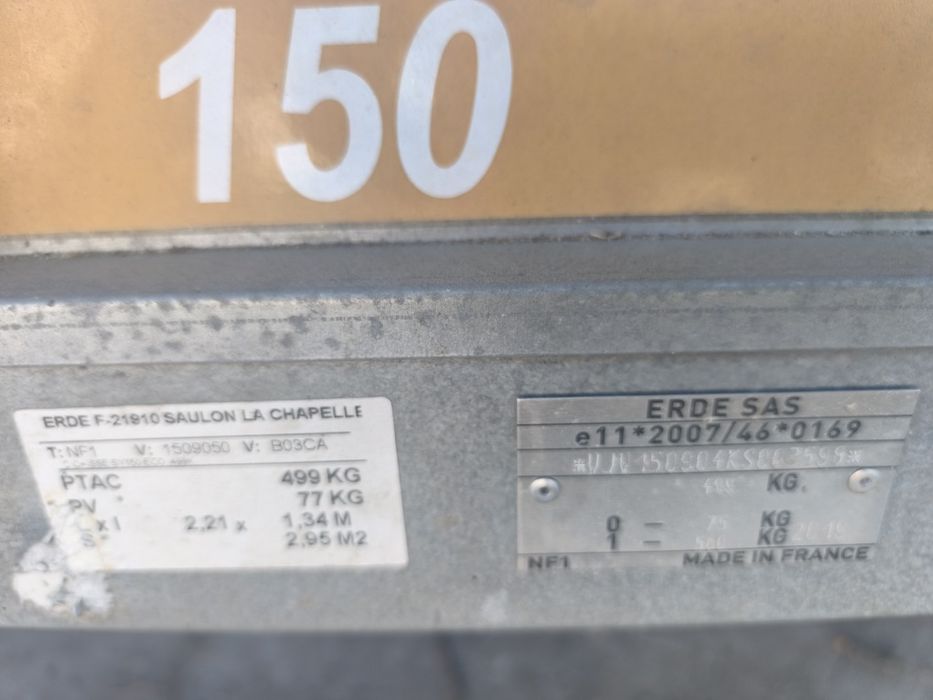 150
ERDE F-21910 SAULON LA CHAPELLE
T: NF1 V: 1509050 V: B03CA
PTAC 499 KG
PV 77 KG
x l 2,21 x 1,34 M
S 2,95 M2
ERDE SAS
e11*2007/46*0169
KG
0 - 75 KG
1 - KG
NF1 MADE IN FRANCE